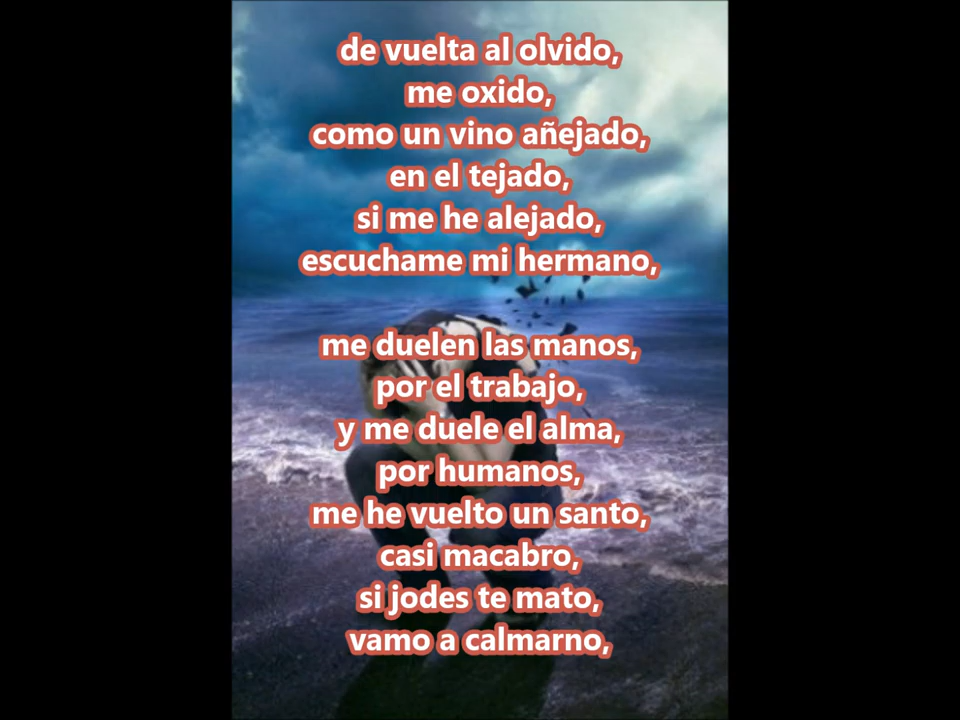 de vuelta al olvido,
me oxido,
como un vino añejado,
en el tejado,
si me he alejado,
escuchame mi hermano,
me duelen las manos,
por el trabajo,
y me duele el alma,
por humanos,
me he vuelto un santo,
casi macabro,
si jodes te mato,
vamo a calmarno,